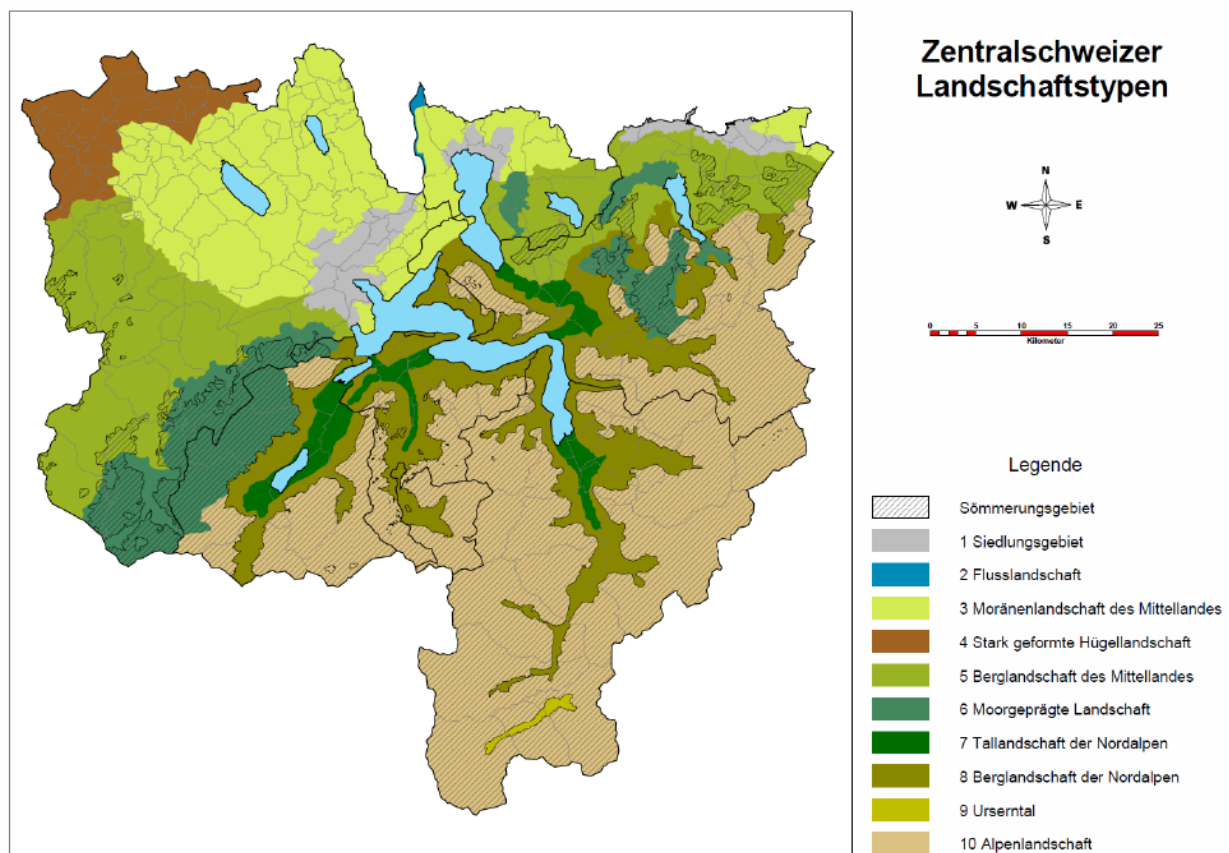 Zentralschweizer
Landschaftstypen
N
W E
S
0 5 10 15 20 25
Kilometer
Legende
Sömmerungsgebiet
1 Siedlungsgebiet
2 Flusslandschaft
3 Moränenlandschaft des Mittellandes
4 Stark geformte Hügellandschaft
5 Berglandschaft des Mittellandes
6 Moorgeprägte Landschaft
7 Tallandschaft der Nordalpen
8 Berglandschaft der Nordalpen
9 Urserntal
10 Alpenlandschaft